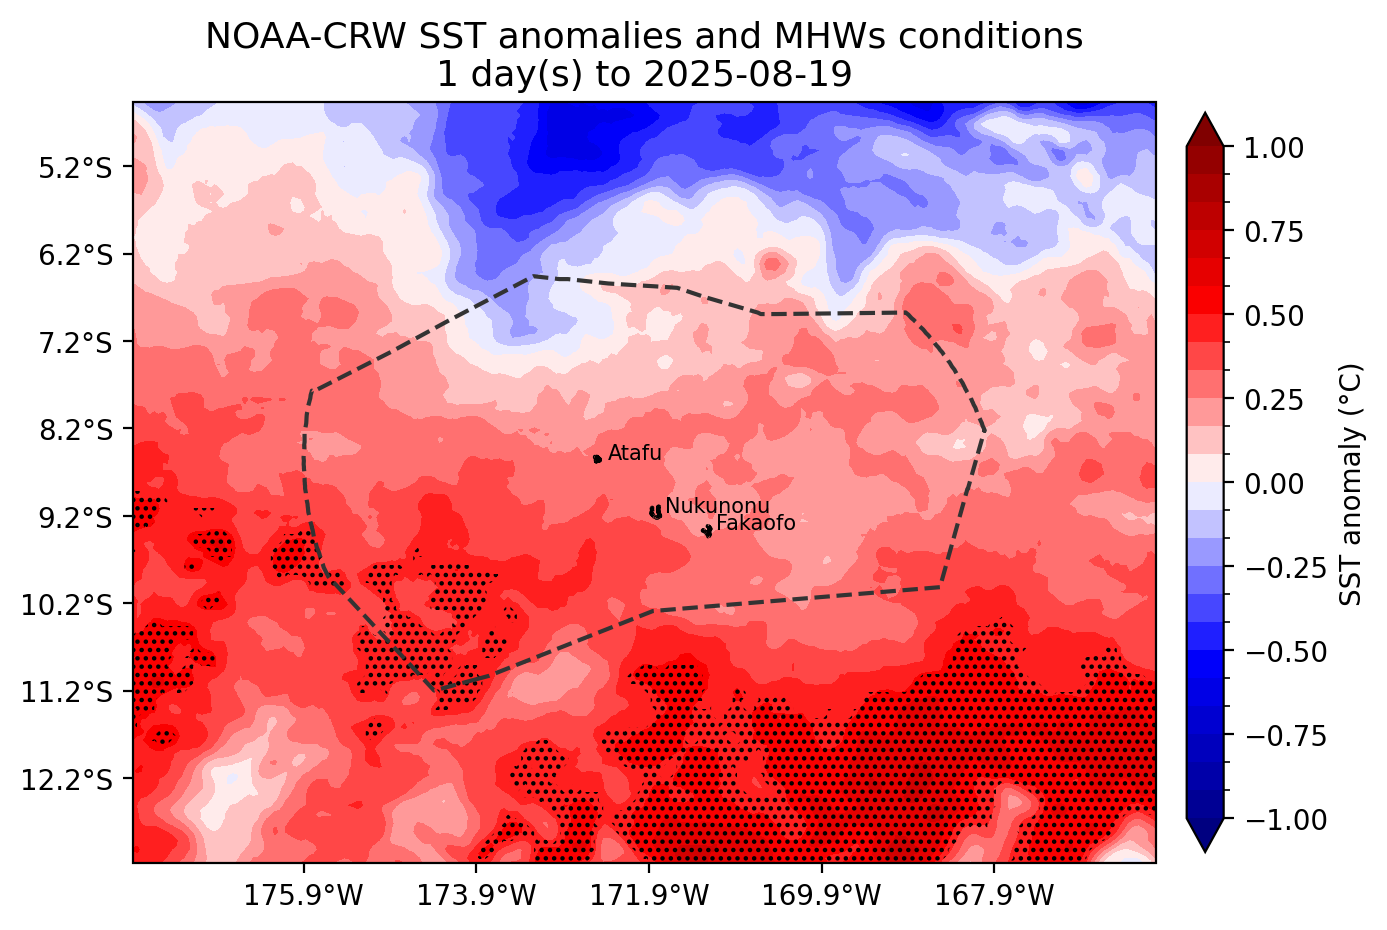 NOAA-CRW SST anomalies and MHWs conditions
1 day(s) to 2025-08-19
5.2°S
6.2°S
7.2°S
8.2°S
9.2°S
10.2°S
11.2°S
12.2°S
Atafu
Nukunonu
Fakaofo
175.9°W
173.9°W
171.9°W
169.9°W
167.9°W
1.00
0.75
0.50
0.25
0.00
−0.25
−0.50
−0.75
−1.00
SST anomaly (°C)